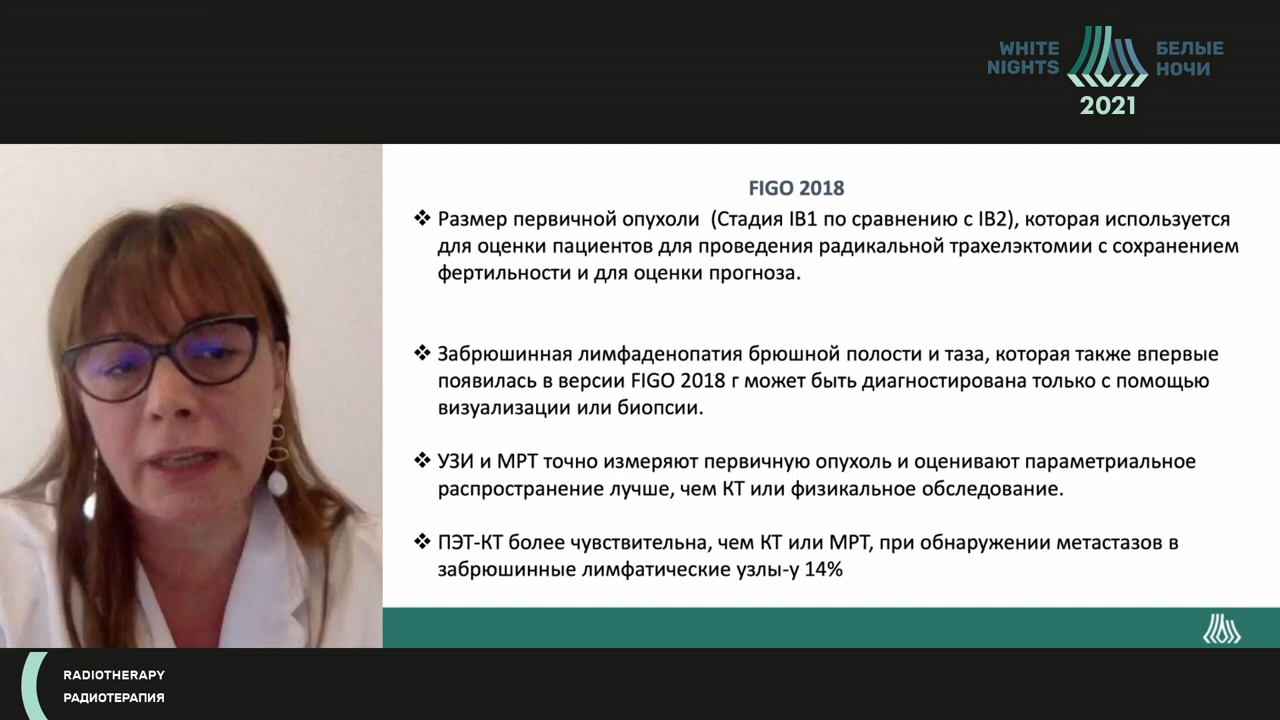 WHITE NIGHTS
БЕЛЫЕ НОЧИ
2021
FIGO 2018
❖ Размер первичной опухоли (Стадия IB1 по сравнению с IB2), которая используется
для оценки пациентов для проведения радикальной трахелэктомии с сохранением
фертильности и для оценки прогноза.
❖ Забрюшинная лимфаденопатия брюшной полости и таза, которая также впервые
появилась в версии FIGO 2018 г может быть диагностирована только с помощью
визуализации или биопсии.
❖ УЗИ и МРТ точно измеряют первичную опухоль и оценивают параметриальное
распространение лучше, чем КТ или физикальное обследование.
❖ ПЭТ-КТ более чувствительна, чем КТ или МРТ, при обнаружении метастазов в
забрюшинные лимфатические узлы-у 14%
RADIOTHERAPY
РАДИОТЕРАПИЯ